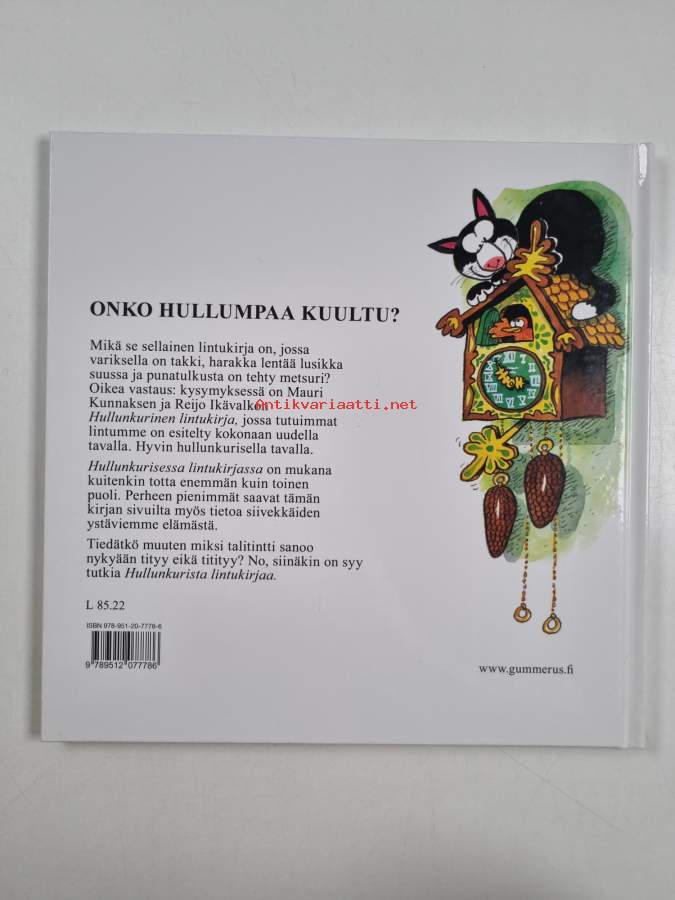 ONKO HULLUMPAA KUULTU?
Mikä se sellainen lintukirja on, jossa
variksella on takki, harakka lentää lusikka
suussa ja punatulkusta on tehty metsuri?
Oikea vastaus: kysymyksessä on Mauri
Kunnaksen ja Reijo Ikävalkon
Antikvariaatti.net
Hullunkurinen lintukirja, jossa tutuimmat
lintumme on esitelty kokonaan uudella
tavalla. Hyvin hullunkurisella tavalla.
Hullunkurisessa lintukirjassa on mukana
kuitenkin totta enemmän kuin toinen
puoli. Perheen pienimmät saavat tämän
kirjan sivuilta myös tietoa siivekkäiden
ystäviemme elämästä.
Tiedätkö muuten miksi talitintti sanoo
nykyään tityy eikä titityy? No, siinäkin on syy
tutkia Hullunkurista lintukirjaa.
L 85.22
ISBN 978-951-20-7778-6
9 789512 077786
www.gummerus.fi